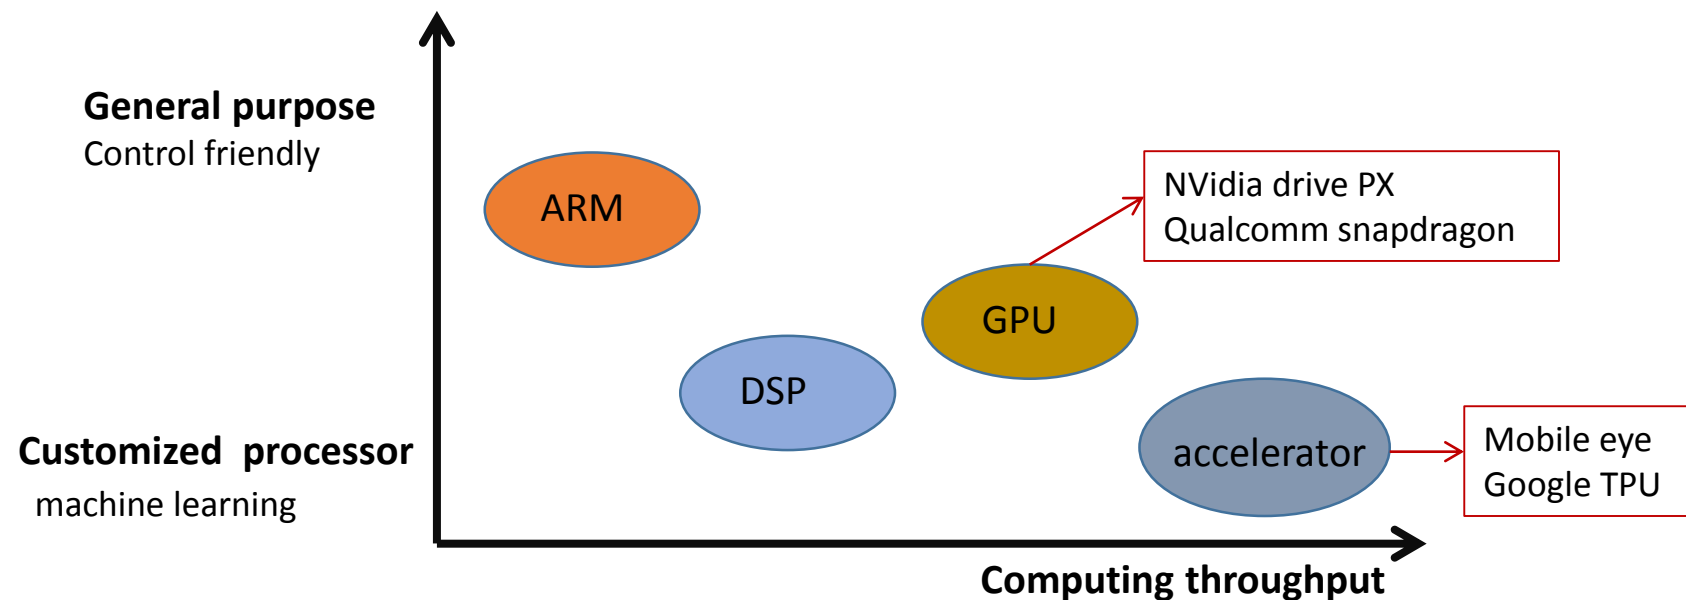 General purpose
Control friendly
ARM
NVidia drive PX
Qualcomm snapdragon
GPU
DSP
Customized processor
machine learning
accelerator
Mobile eye
Google TPU
Computing throughput